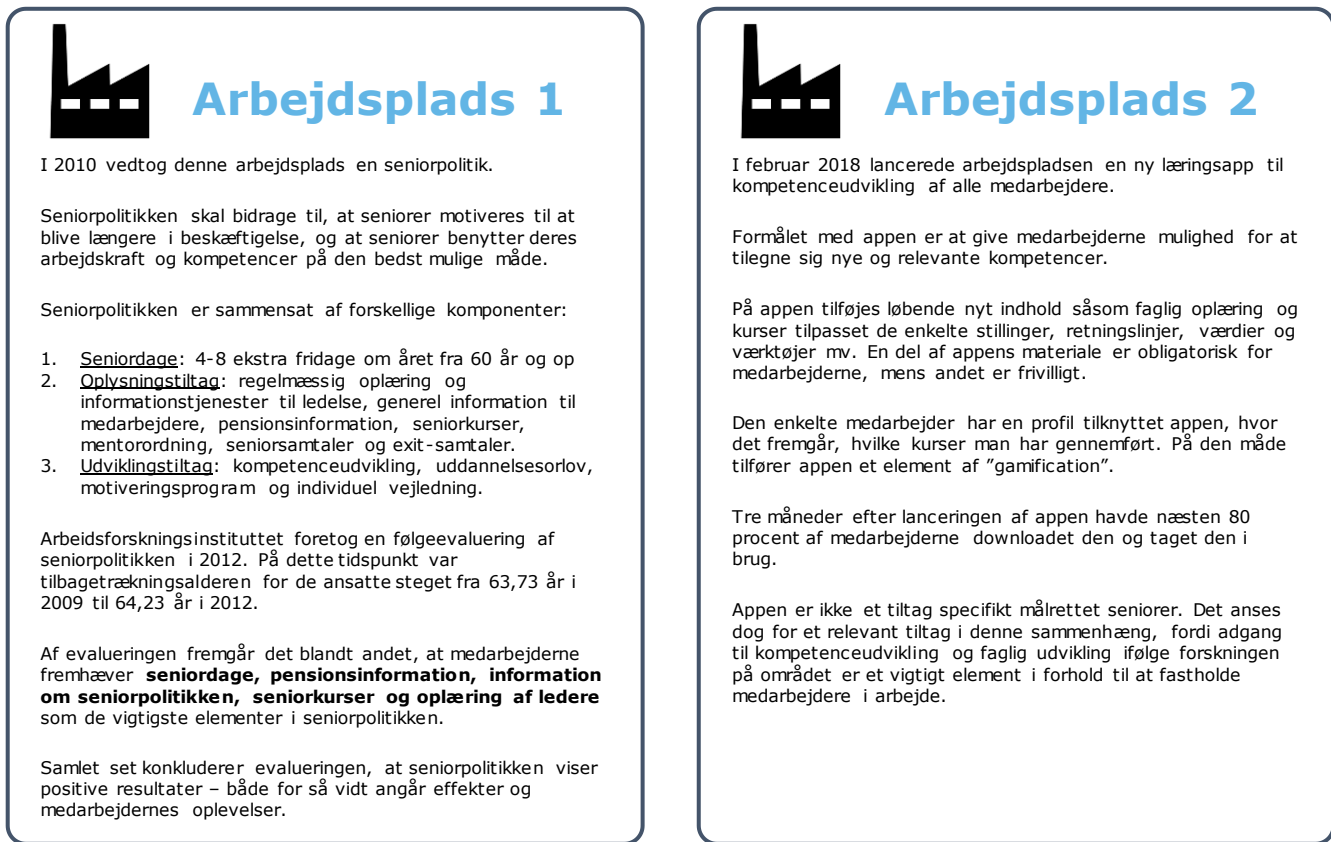 Arbejdsplads 1
I 2010 vedtog denne arbejdsplads en seniorpolitik.
Seniorpolitikken skal bidrage til, at seniorer motiveres til at
blive længere i beskæftigelse, og at seniorer benytter deres
arbejdskraft og kompetencer på den bedst mulige måde.
Seniorpolitikken er sammensat af forskellige komponenter:
1. Seniordage: 4-8 ekstra fridage om året fra 60 år og op
2. Oplysningstiltag: regelmæssig oplæring og
informationstjenester til ledelse, generel information til
medarbejdere, pensionsinformation, seniorkurser,
mentorordning, seniorsamtaler og exit-samtaler.
3. Udviklingstiltag: kompetenceudvikling, uddannelsesorlov,
motiveringsprogram og individuel vejledning.
Arbeidsforskningsinstituttet foretog en følgeevaluering af
seniorpolitikken i 2012. På dette tidspunkt var
tilbagetrækningsalderen for de ansatte steget fra 63,73 år i
2009 til 64,23 år i 2012.
Af evalueringen fremgår det blandt andet, at medarbejderne
fremhæver seniordage, pensionsinformation, information
om seniorpolitikken, seniorkurser og oplæring af ledere
som de vigtigste elementer i seniorpolitikken.
Samlet set konkluderer evalueringen, at seniorpolitikken viser
positive resultater – både for så vidt angår effekter og
medarbejdernes oplevelser.
Arbejdsplads 2
I februar 2018 lancerede arbejdspladsen en ny læringsapp til
kompetenceudvikling af alle medarbejdere.
Formålet med appen er at give medarbejderne mulighed for at
tilegne sig nye og relevante kompetencer.
På appen tilføjes løbende nyt indhold såsom faglig oplæring og
kurser tilpasset de enkelte stillinger, retningslinjer, værdier og
værktøjer mv. En del af appens materiale er obligatorisk for
medarbejderne, mens andet er frivilligt.
Den enkelte medarbejder har en profil tilknyttet appen, hvor
det fremgår, hvilke kurser man har gennemført. På den måde
tilfører appen et element af ”gamification”.
Tre måneder efter lanceringen af appen havde næsten 80
procent af medarbejderne downloadet den og taget den i
brug.
Appen er ikke et tiltag specifikt målrettet seniorer. Det anses
dog for et relevant tiltag i denne sammenhæng, fordi adgang
til kompetenceudvikling og faglig udvikling ifølge forskningen
på området er et vigtigt element i forhold til at fastholde
medarbejdere i arbejde.